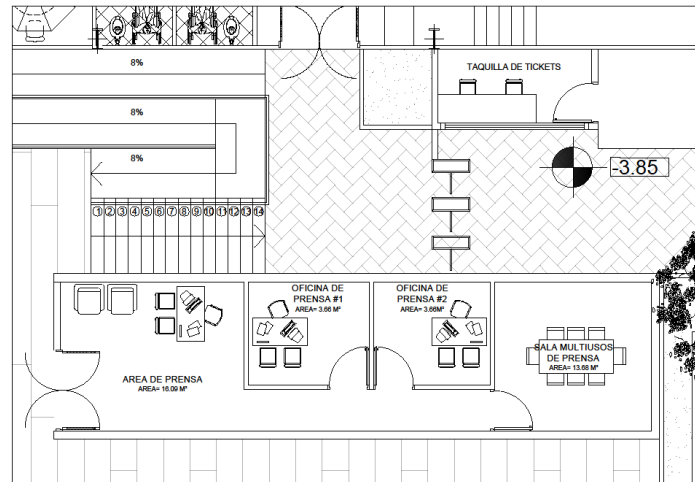 8%
8%
8%
TAQUILLA DE TICKETS
-3.85
1 2 3 4 5 6 7 8 9 10 11 12 13 14
OFICINA DE
PRENSA #1
AREA= 3.66 M²
OFICINA DE
PRENSA #2
AREA= 3.66M²
SALA MULTIUSOS
DE PRENSA
AREA= 13.68 M²
AREA DE PRENSA
AREA= 16.09 M²